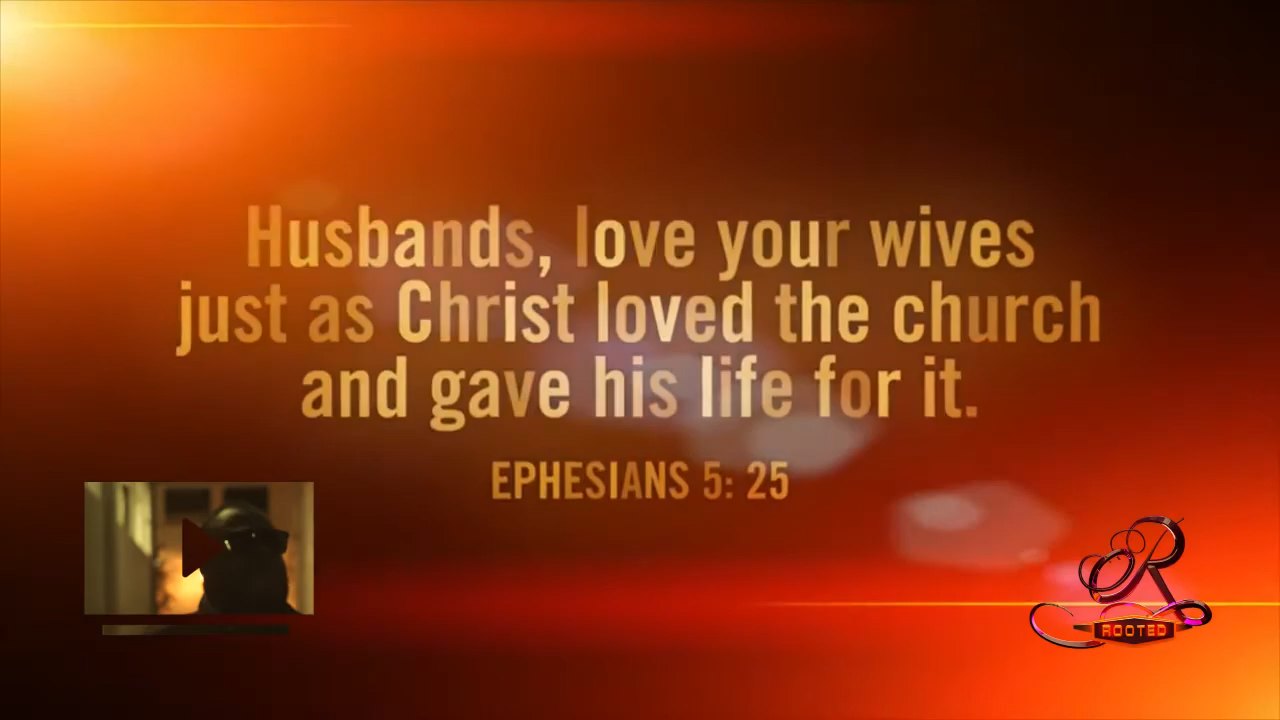 Husbands, love your wives
just as Christ loved the church
and gave his life for it.
EPHESIANS 5: 25
R
ROOTED